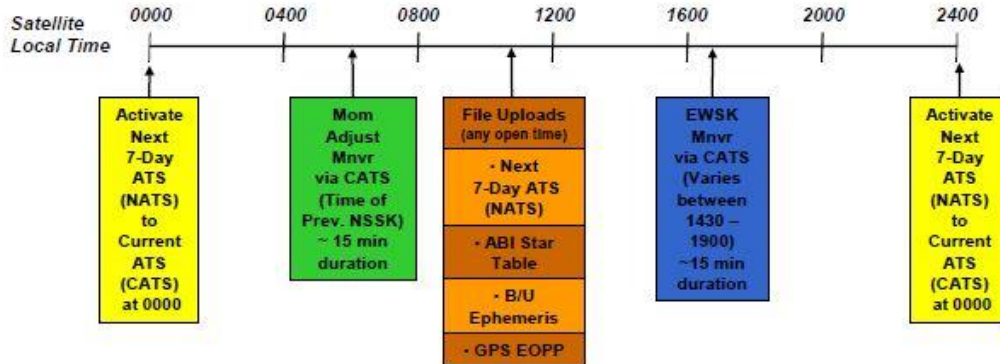 Satellite
Local Time
0000
0400
0800
1200
1600
2000
2400
Activate
Next
7-Day
ATS
(NATS)
to
Current
ATS
(CATS)
at 0000
Mom
Adjust
Mnvr
via CATS
(Time of
Prev. NSSK)
~ 15 min
duration
File Uploads
(any open time)
• Next
7-Day ATS
(NATS)
• ABI Star
Table
• B/U
Ephemeris
• GPS EOPP
EWSK
Mnvr
via CATS
(Varies
between
1430 –
1900)
~15 min
duration
Activate
Next
7-Day
ATS
(NATS)
to
Current
ATS
(CATS)
at 0000